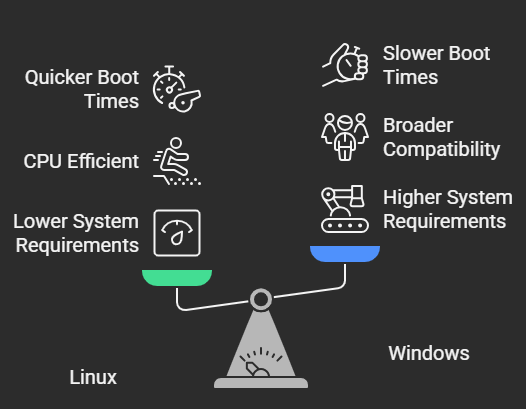 Quicker Boot
Times
CPU Efficient
Lower System
Requirements
Slower Boot
Times
Broader
Compatibility
Higher System
Requirements
Linux
Windows